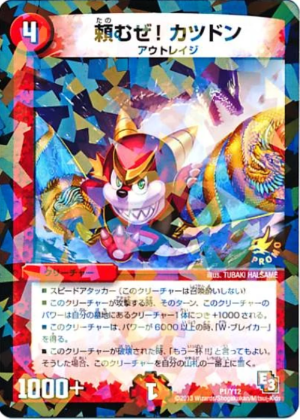 4
たの
頼むぜ! カツドン
アウトレイジ
PROMO
Illus. TUBAKI HALSAME
クリーチャー
■ スピードアタッカー(このクリーチャーは召喚酔いしない)
■ このクリーチャーが攻撃する時、そのターン、このクリーチャーの
パワーは自分の墓地にあるクリーチャー1体につき+1000される。
■ このクリーチャーは、パワーが6000以上の時、「W・ブレイカー」
を得る。
■ このクリーチャーが破壊された時、「もう一杯!!」と言ってもよい。
そうした場合、このクリーチャーを自分の山札の一番上に置く。
1000+
1
P1/Y12
E3
©2013 Wizards/Shogakukan/Mitsui-Kids